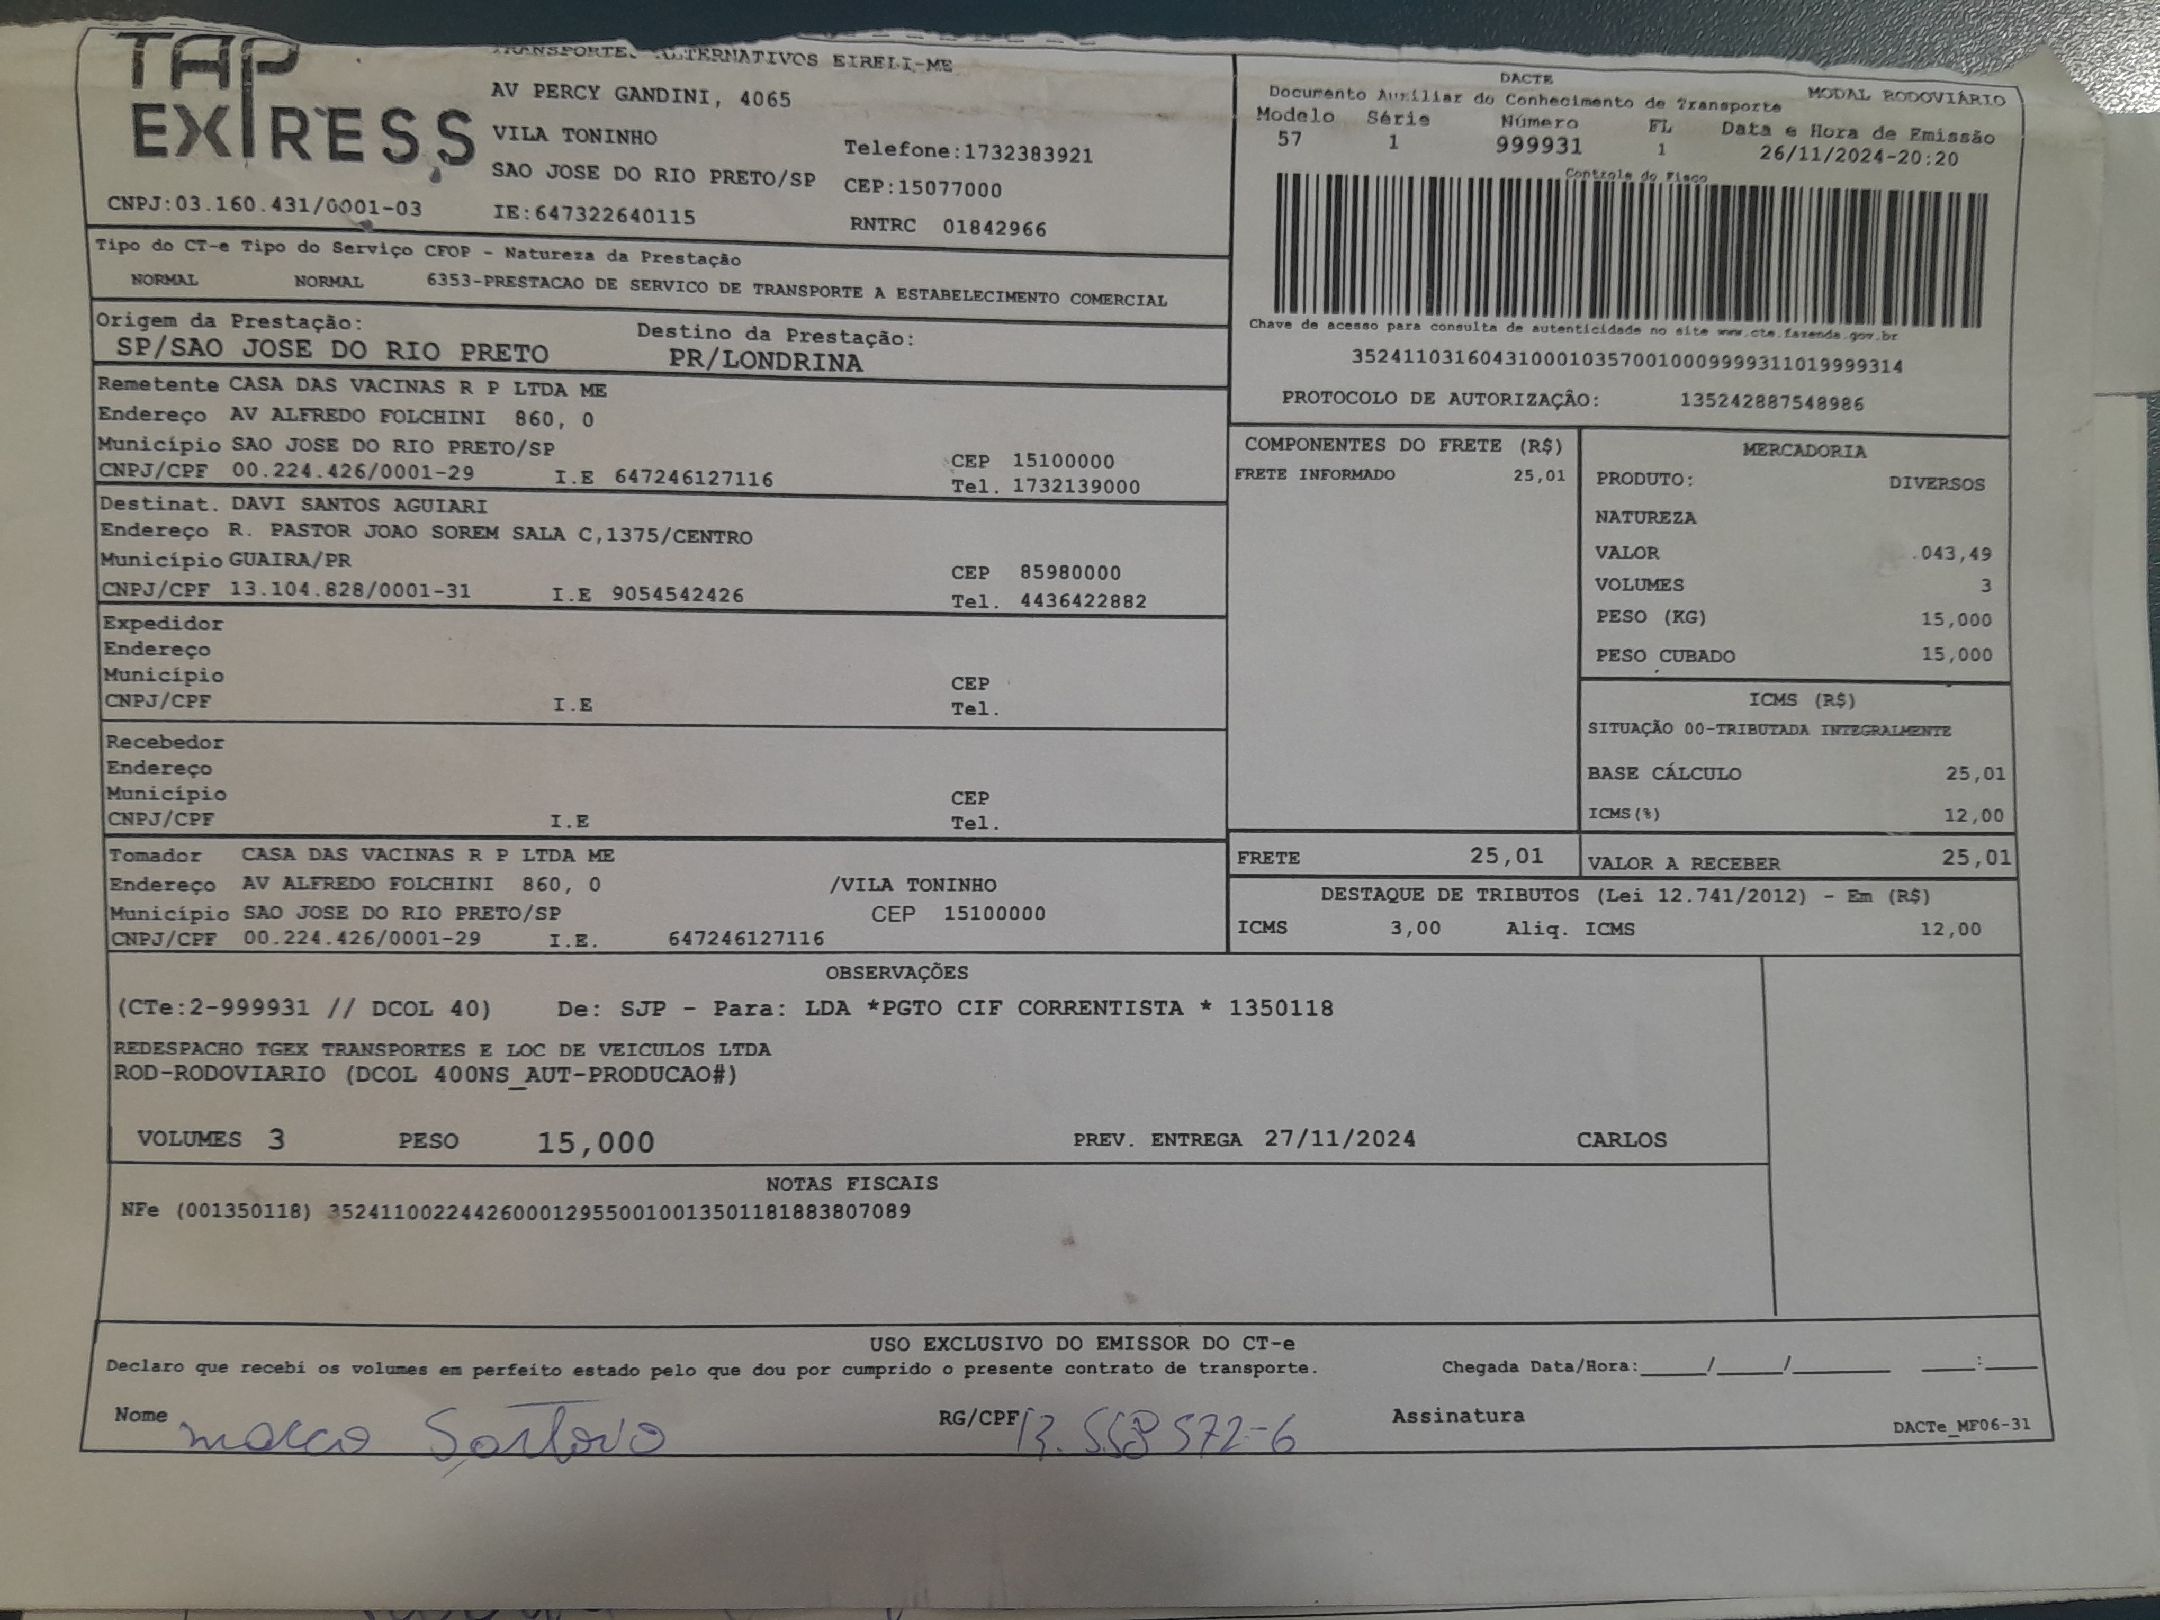 TAP
EXPRESS
ALTERNATIVOS EIRELI-ME
AV PERCY GANDINI, 4065
VILA TONINHO
Telefone:1732383921
SAO JOSE DO RIO PRETO/SP CEP:15077000
CNPJ:03.160.431/0001-03 IE:647322640115 RNTRC 01842966
DACTE
Documento Auxiliar do Conhecimento de Transporte MODAL RODOVIÁRIO
Modelo Série Número FL Data e Hora de Emissão
57 1 999931 1 26/11/2024-20:20
Controle do Fisco
Chave de acesso para consulta de autenticidade no site www.cte.fazenda.gov.br
35241103160431000103570010009999311019999314
PROTOCOLO DE AUTORIZAÇÃO: 135242887548986
Tipo do CT-e Tipo do Serviço CFOP - Natureza da Prestação
NORMAL NORMAL 6353-PRESTACAO DE SERVICO DE TRANSPORTE A ESTABELECIMENTO COMERCIAL
Origem da Prestação: Destino da Prestação:
SP/SAO JOSE DO RIO PRETO PR/LONDRINA
Remetente CASA DAS VACINAS R P LTDA ME
Endereço AV ALFREDO FOLCHINI 860, 0
Município SAO JOSE DO RIO PRETO/SP CEP 15100000
CNPJ/CPF 00.224.426/0001-29 I.E 647246127116 Tel. 1732139000
Destinat. DAVI SANTOS AGUIARI
Endereço R. PASTOR JOAO SOREM SALA C,1375/CENTRO
Município GUAIRA/PR CEP 85980000
CNPJ/CPF 13.104.828/0001-31 I.E 9054542426 Tel. 4436422882
Expedidor
Endereço
Município CEP
CNPJ/CPF I.E Tel.
Recebedor
Endereço
Município CEP
CNPJ/CPF I.E Tel.
Tomador CASA DAS VACINAS R P LTDA ME
Endereço AV ALFREDO FOLCHINI 860, 0 /VILA TONINHO
Município SAO JOSE DO RIO PRETO/SP CEP 15100000
CNPJ/CPF 00.224.426/0001-29 I.E. 647246127116
COMPONENTES DO FRETE (R$)
FRETE INFORMADO 25,01
MERCADORIA
PRODUTO: DIVERSOS
NATUREZA
VALOR .043,49
VOLUMES 3
PESO (KG) 15,000
PESO CUBADO 15,000
ICMS (R$)
SITUAÇÃO 00-TRIBUTADA INTEGRALMENTE
BASE CÁLCULO 25,01
ICMS(%) 12,00
FRETE 25,01 VALOR A RECEBER 25,01
DESTAQUE DE TRIBUTOS (Lei 12.741/2012) - Em (R$)
ICMS 3,00 Aliq. ICMS 12,00
OBSERVAÇÕES
(CTe:2-999931 // DCOL 40) De: SJP - Para: LDA *PGTO CIF CORRENTISTA * 1350118
REDESPACHO TGEX TRANSPORTES E LOC DE VEICULOS LTDA
ROD-RODOVIARIO (DCOL 400NS_AUT-PRODUCAO#)
VOLUMES 3 PESO 15,000 PREV. ENTREGA 27/11/2024 CARLOS
NOTAS FISCAIS
NFe (001350118) 35241100224426000129550010013501181883807089
USO EXCLUSIVO DO EMISSOR DO CT-e
Declaro que recebi os volumes em perfeito estado pelo que dou por cumprido o presente contrato de transporte. Chegada Data/Hora:____/____/______ ___:___
Nome RG/CPF Assinatura
DACTe_MF06-31